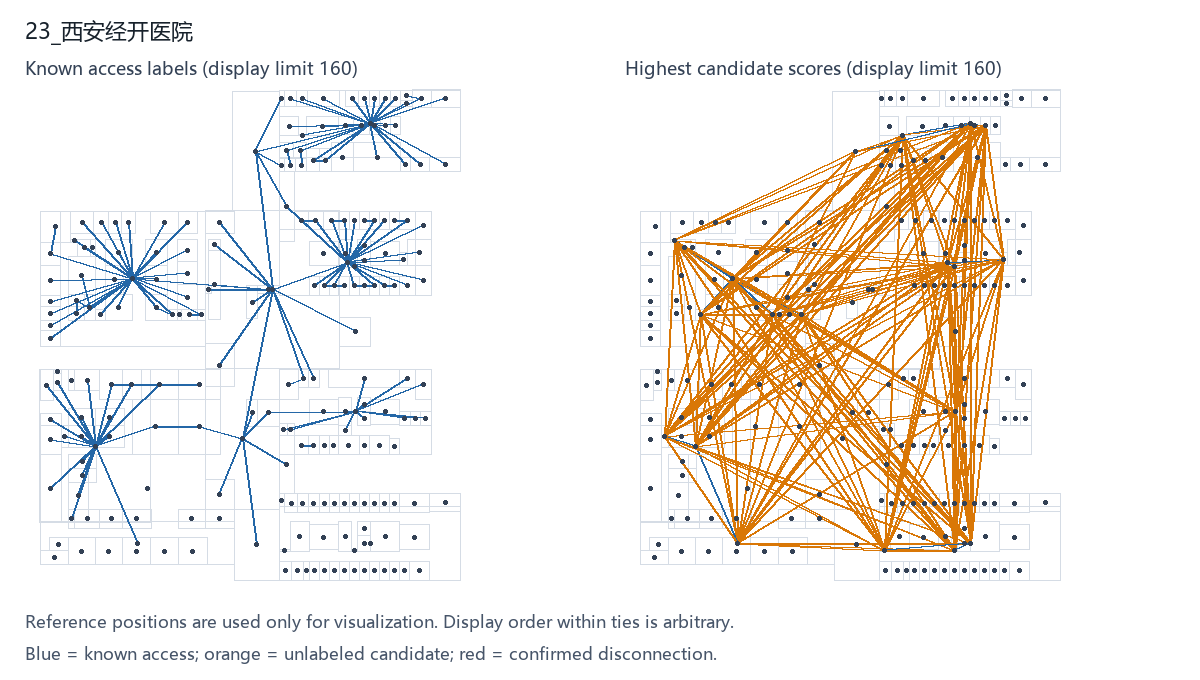 23_西安经开医院
Known access labels (display limit 160)
Highest candidate scores (display limit 160)
Reference positions are used only for visualization. Display order within ties is arbitrary.
Blue = known access; orange = unlabeled candidate; red = confirmed disconnection.